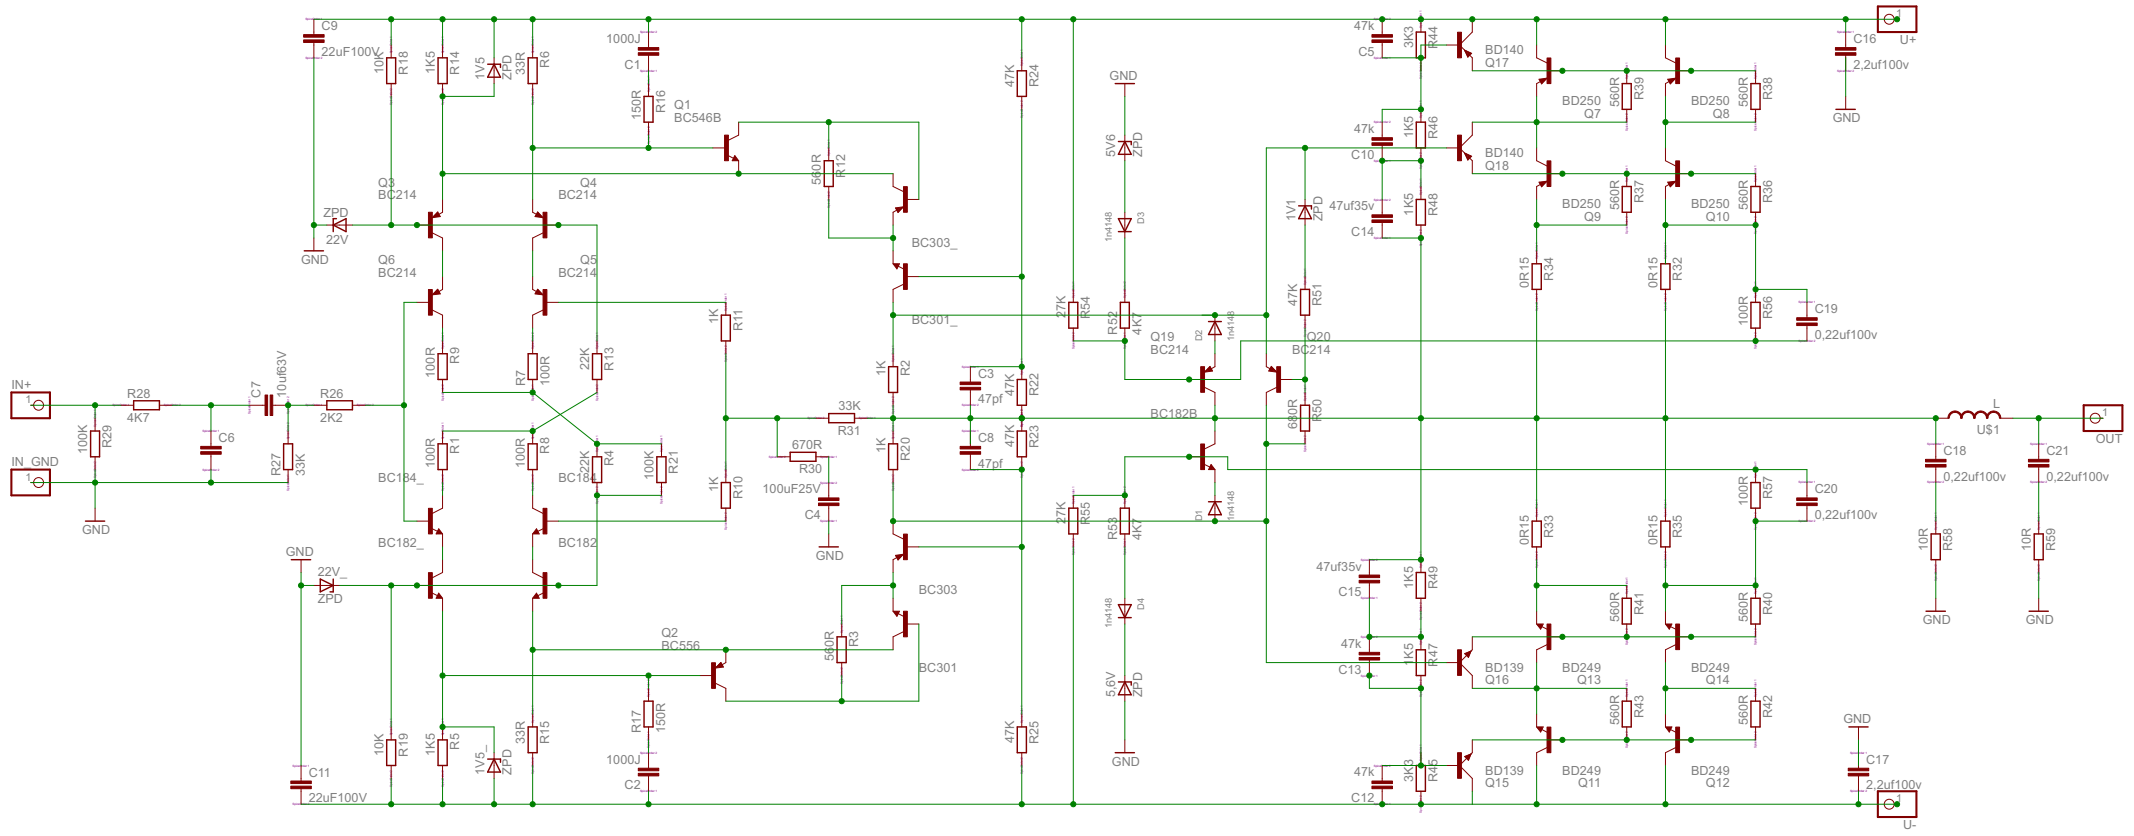 C9
22uF100V
10K
R18
1K5
R14
1V5
ZPD
33R
R6
1000J
C1
150R
R16
Q1
BC546B
560R
R12
47K
R24
GND
5V6
ZPD
1n4148
D3
47k
C5
3K3
R44
BD140
Q17
BD250
Q7
560R
R39
BD250
Q8
560R
R38
C16
2,2uf100v
GND
1
U+
47k
C10
1K5
R46
BD140
Q18
47uf35v
C14
1K5
R48
BD250
Q9
560R
R37
BD250
Q10
560R
R36
1V1
ZPD
Q3
BC214
Q4
BC214
ZPD
22V
GND
Q6
BC214
Q5
BC214
BC303_
BC301_
1K
R11
27K
R54
R52
4K7
Q19
BC214
D2
1n4148
47K
R51
Q20
BC214
0R15
R34
0R15
R32
100R
R56
C19
0,22uf100v
100R
R9
R7
100R
22K
R13
1K
R2
C3
47pf
47K
R22
IN+
1
R28
4K7
C7
10uf63V
R26
2K2
33K
R31
BC182B
680R
R50
L
U$1
1
OUT
100K
R29
C6
R27
33K
IN_GND
1
GND
100R
R1
100R
R8
22K
R4
100K
R21
670R
R30
100uF25V
C4
GND
1K
R20
C8
47pf
47K
R23
C18
0,22uf100v
C21
0,22uf100v
BC184_
BC184
1K
R10
27K
R55
R53
4K7
D1
1n4148
100R
R57
C20
0,22uf100v
BC182_
BC182
0R15
R33
0R15
R35
10R
R58
10R
R59
GND
22V_
ZPD
BC303
1n4148
D4
47uf35v
C15
1K5
R49
560R
R41
560R
R40
GND
GND
Q2
BC556
560R
R3
BC301
47k
C13
1K5
R47
BD139
Q16
BD249
Q13
BD249
Q14
5,6V
ZPD
560R
R43
560R
R42
10K
R19
1K5
R5
1V5_
ZPD
33R
R15
R17
150R
1000J
C2
47K
R25
GND
GND
C11
22uF100V
47k
C12
3K3
R45
BD139
Q15
BD249
Q11
BD249
Q12
C17
2,2uf100v
1
U-